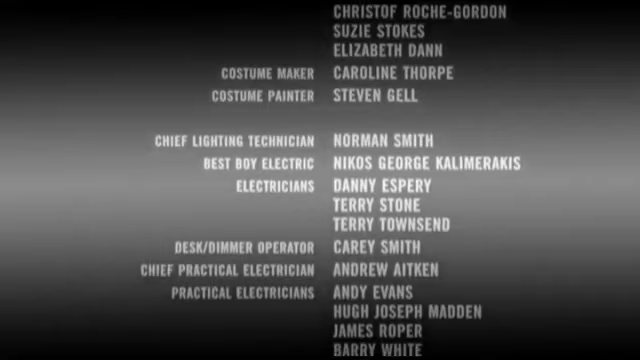 CHRISTOF ROCHE-GORDON
SUZIE STOKES
ELIZABETH DANN
COSTUME MAKER CAROLINE THORPE
COSTUME PAINTER STEVEN GELL
CHIEF LIGHTING TECHNICIAN NORMAN SMITH
BEST BOY ELECTRIC NIKOS GEORGE KALIMERAKIS
ELECTRICIANS DANNY ESPERY
TERRY STONE
TERRY TOWNSEND
DESK/DIMMER OPERATOR CAREY SMITH
CHIEF PRACTICAL ELECTRICIAN ANDREW AITKEN
PRACTICAL ELECTRICIANS ANDY EVANS
HUGH JOSEPH MADDEN
JAMES ROPER
BARRY WHITE